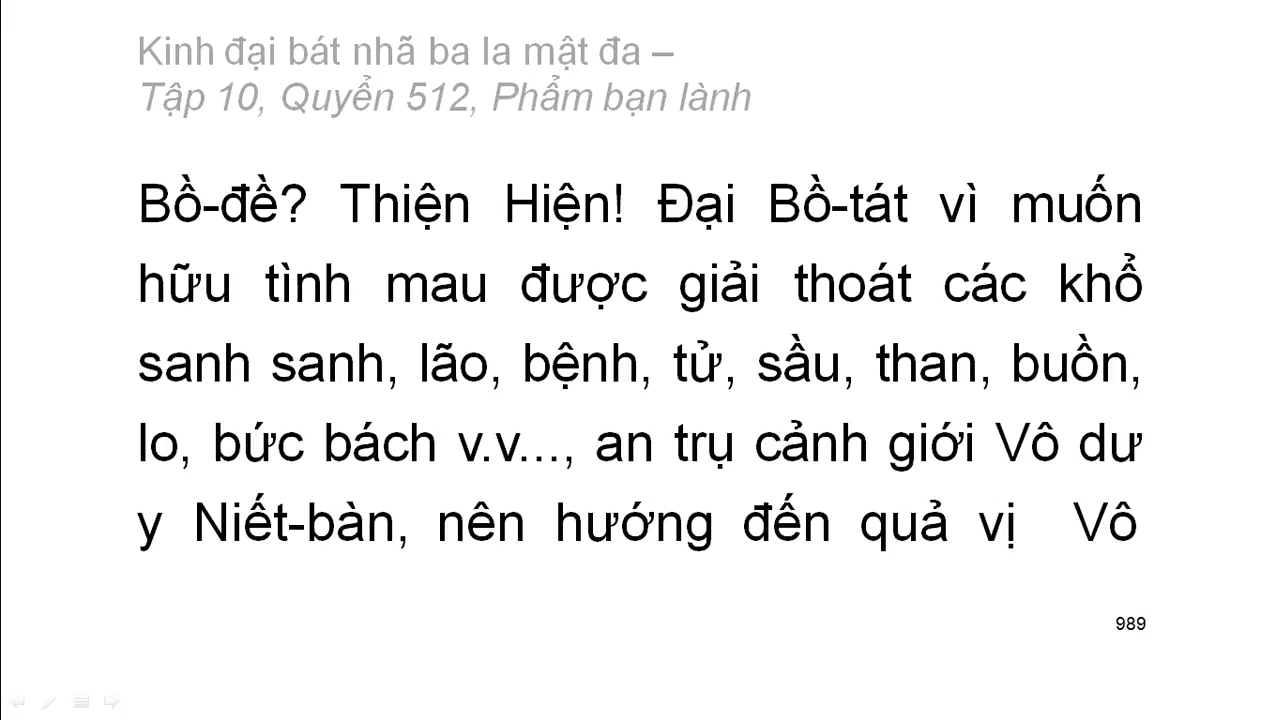 Kinh đại bát nhã ba la mật đa –
Tập 10, Quyển 512, Phẩm bạn lành
Bồ-đề? Thiện Hiện! Đại Bồ-tát vì muốn
hữu tình mau được giải thoát các khổ
sanh sanh, lão, bệnh, tử, sầu, than, buồn,
lo, bức bách v.v..., an trụ cảnh giới Vô dư
y Niết-bàn, nên hướng đến quả vị Vô
989